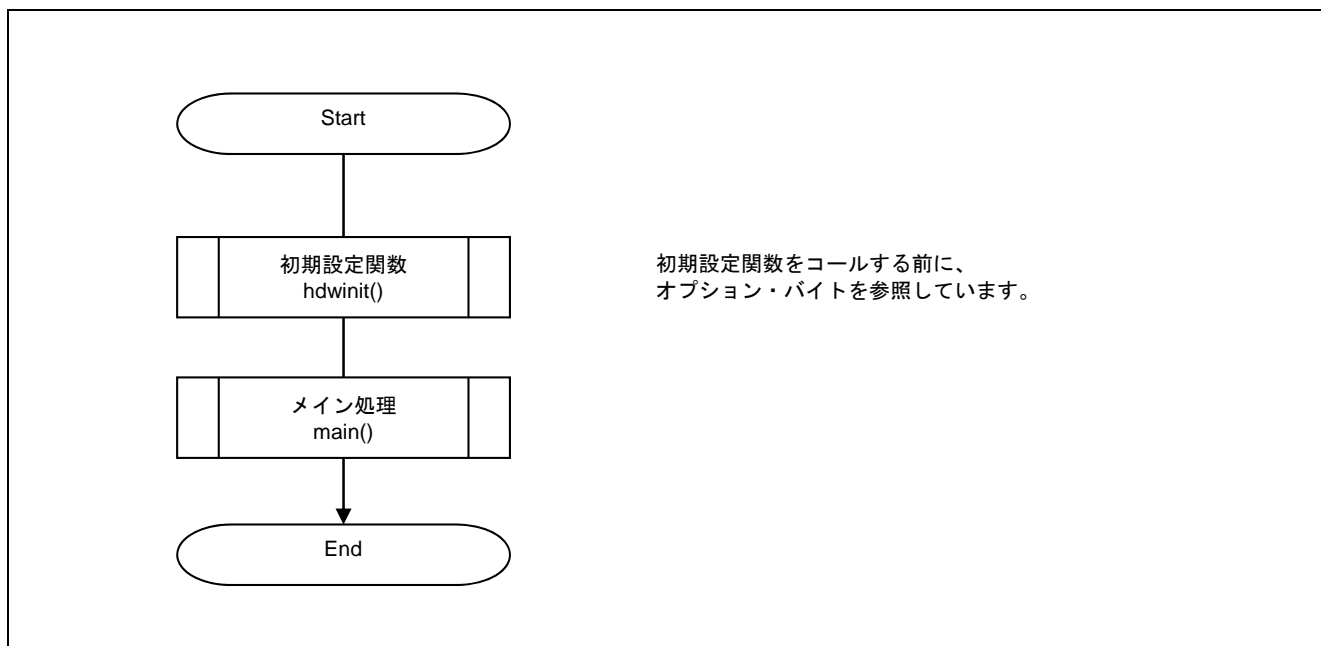 Start
初期設定関数
hdwinit()
初期設定関数をコールする前に、
オプション・バイトを参照しています。
メイン処理
main()
End